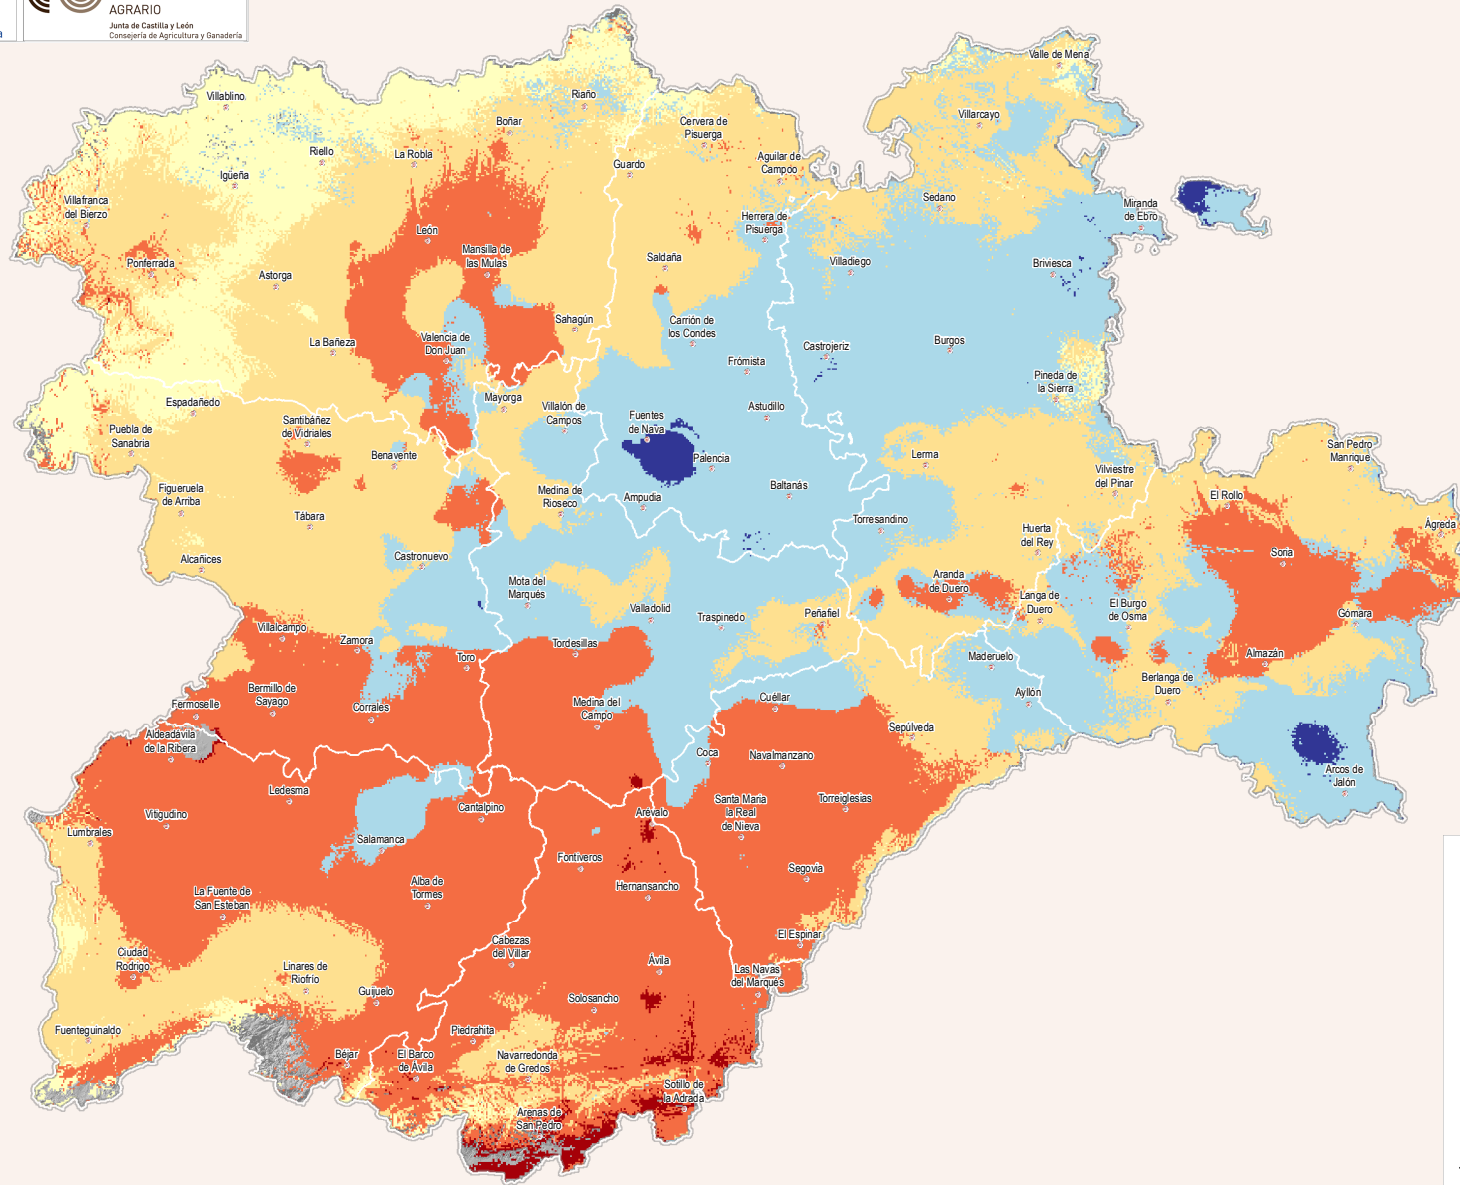 AGRARIO
Junta de Castilla y León
Consejería de Agricultura y Ganadería
Valle de Mena
Villablino
Riaño
Villarcayo
Boñar
Cervera de
Pisuerga
Riello
La Robla
Guardo
Aguilar de
Campóo
Igüeña
Villafranca
del Bierzo
Sedano
Miranda
de Ebro
Herrera de
Pisuerga
León
Mansilla de
las Mulas
Saldaña
Villadiego
Briviesca
Ponferrada
Astorga
Sahagún
Carrión de
los Condes
La Bañeza
Valencia de
Don Juan
Castrojeriz
Burgos
Frómista
Pineda de
la Sierra
Espadañedo
Mayorga
Villalón de
Campos
Astudillo
Fuentes
de Nava
Puebla de
Sanabria
Santibáñez
de Vidriales
Benavente
Palencia
Lerma
San Pedro
Manrique
Vilviestre
del Pinar
Figueruela
de Arriba
Medina de
Rioseco
Ampudia
Baltanás
El Rollo
Tábara
Torresandino
Huerta
del Rey
Ágreda
Alcañices
Castronuevo
Soria
Mota del
Marqués
Aranda
de Duero
Langa de
Duero
El Burgo
de Osma
Valladolid
Traspinedo
Peñafiel
Gómara
Villalcampo
Zamora
Tordesillas
Toro
Maderuelo
Almazán
Bermillo de
Sayago
Ayllón
Berlanga de
Duero
Fermoselle
Corrales
Medina del
Campo
Cuéllar
Aldeadávila
de la Ribera
Sepúlveda
Coca
Navalmanzano
Arcos de
Jalón
Ledesma
Vitigudino
Cantalpino
Arévalo
Santa María
la Real
de Nieva
Torreiglesias
Lumbrales
Salamanca
Fontiveros
Segovia
La Fuente de
San Esteban
Alba de
Tormes
Hernansancho
El Espinar
Ciudad
Rodrigo
Cabezas
del Villar
Ávila
Las Navas
del Marqués
Linares de
Riofrío
Guijuelo
Solosancho
Fuenteguinaldo
Piedrahita
Béjar
El Barco
de Ávila
Navarredonda
de Gredos
Sotillo de
la Adrada
Arenas de
San Pedro